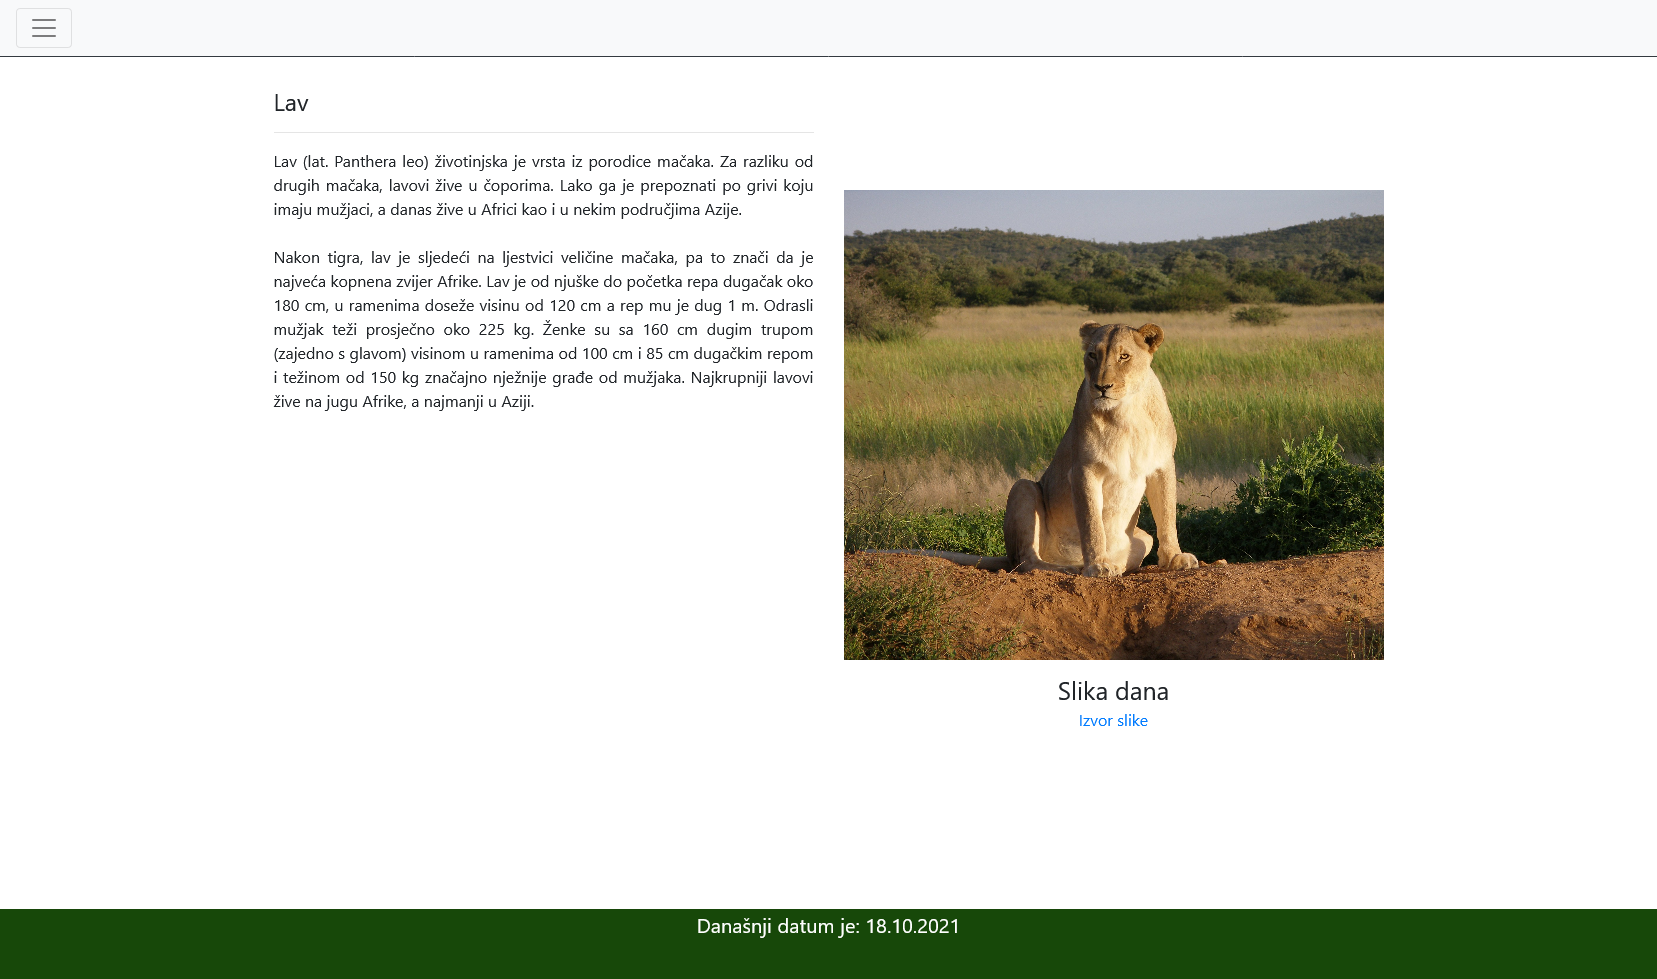 Lav
Lav (lat. Panthera leo) životinjska je vrsta iz porodice mačaka. Za razliku od
drugih mačaka, lavovi žive u čoporima. Lako ga je prepoznati po grivi koju
imaju mužjaci, a danas žive u Africi kao i u nekim područjima Azije.
Nakon tigra, lav je sljedeći na ljestvici veličine mačaka, pa to znači da je
najveća kopnena zvijer Afrike. Lav je od njuške do početka repa dugačak oko
180 cm, u ramenima doseže visinu od 120 cm a rep mu je dug 1 m. Odrasli
mužjak teži prosječno oko 225 kg. Ženke su sa 160 cm dugim trupom
(zajedno s glavom) visinom u ramenima od 100 cm i 85 cm dugačkim repom
i težinom od 150 kg značajno nježnije građe od mužjaka. Najkrupniji lavovi
žive na jugu Afrike, a najmanji u Aziji.
Slika dana
Izvor slike
Današnji datum je: 18.10.2021